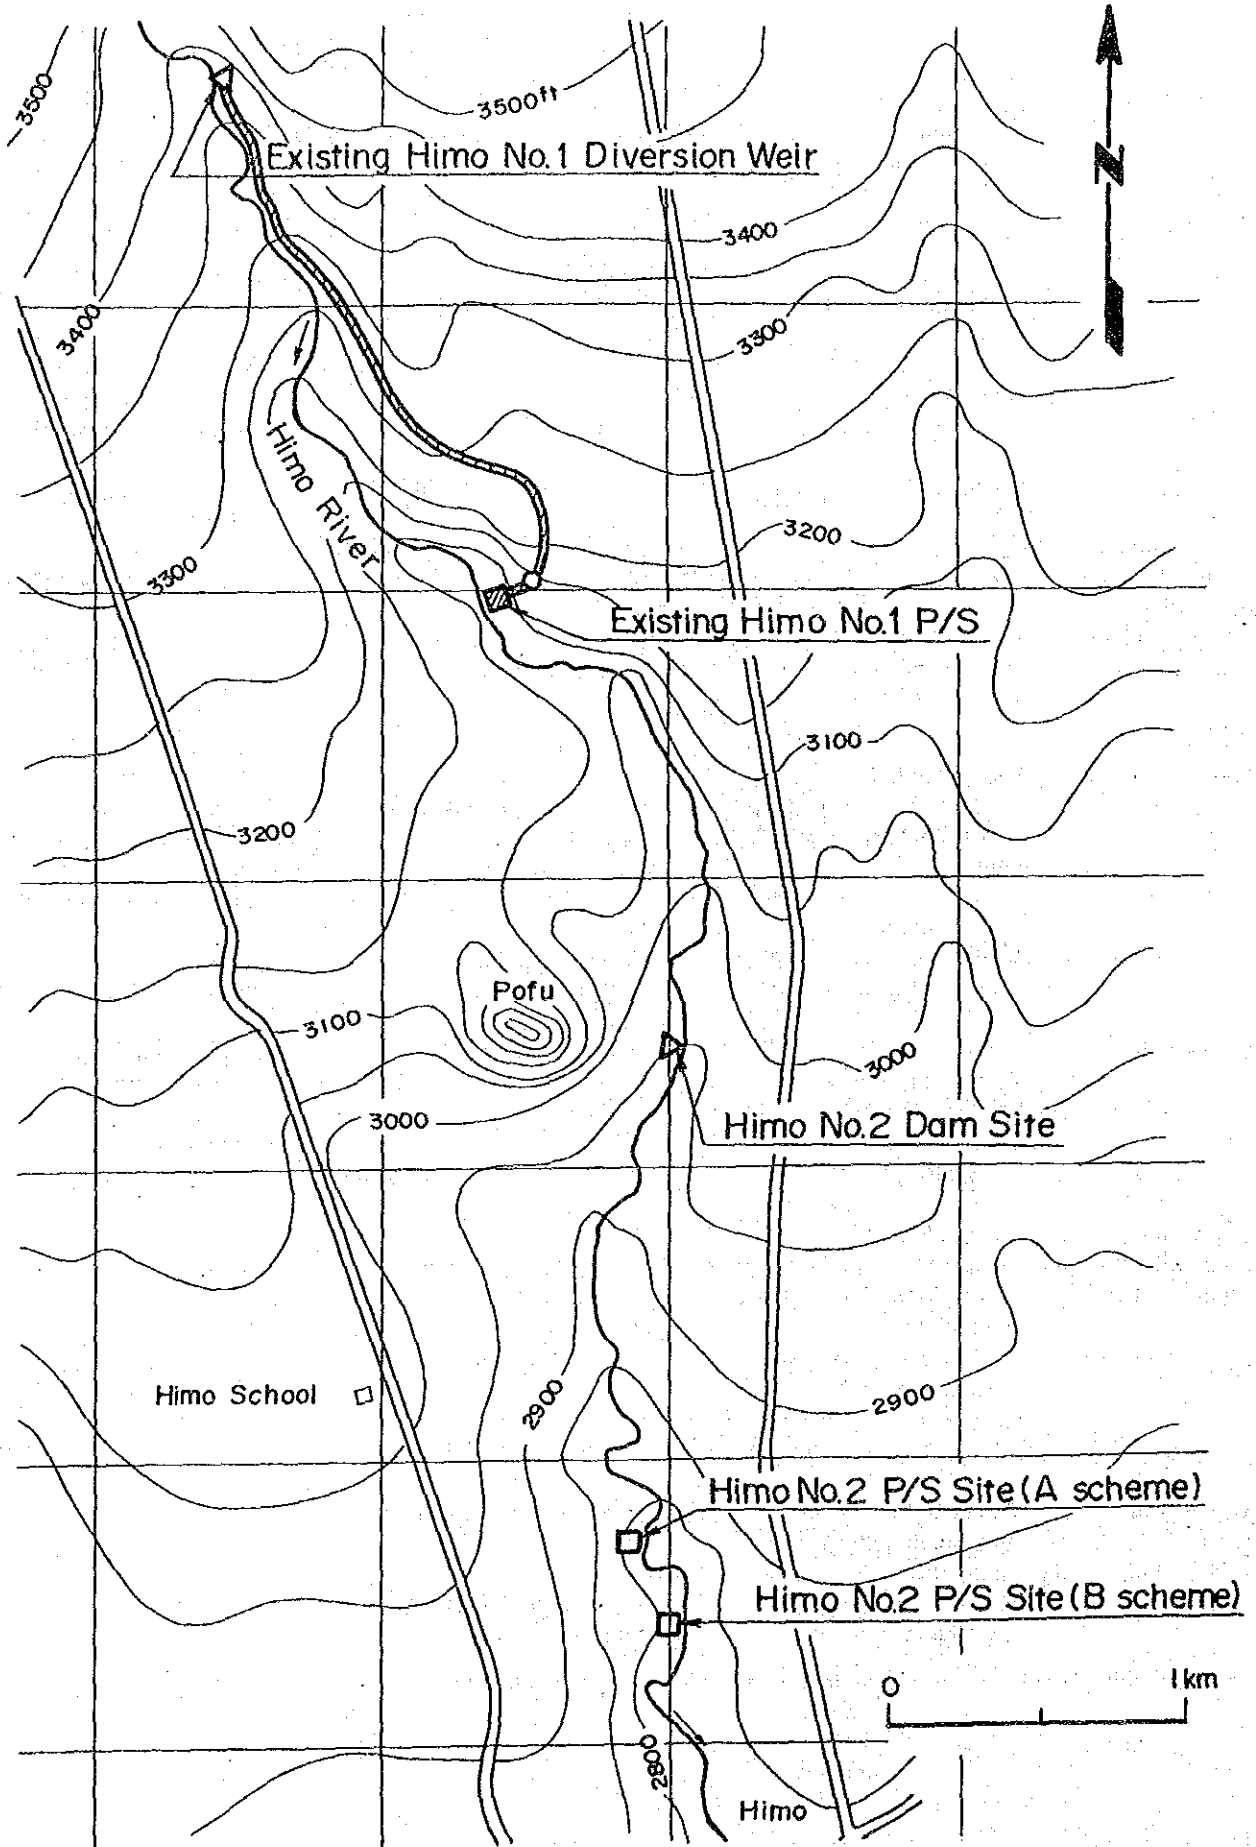 3500
3500ft
Existing Himo No.1 Diversion Weir
N
3400
3400
3300
Himo River
3200
3300
Existing Himo No.1 P/S
3100
3200
Pofu
3100
3000
3000
Himo No.2 Dam Site
Himo School
2900
2900
Himo No.2 P/S Site (A scheme)
Himo No.2 P/S Site (B scheme)
0 1km
2800
Himo